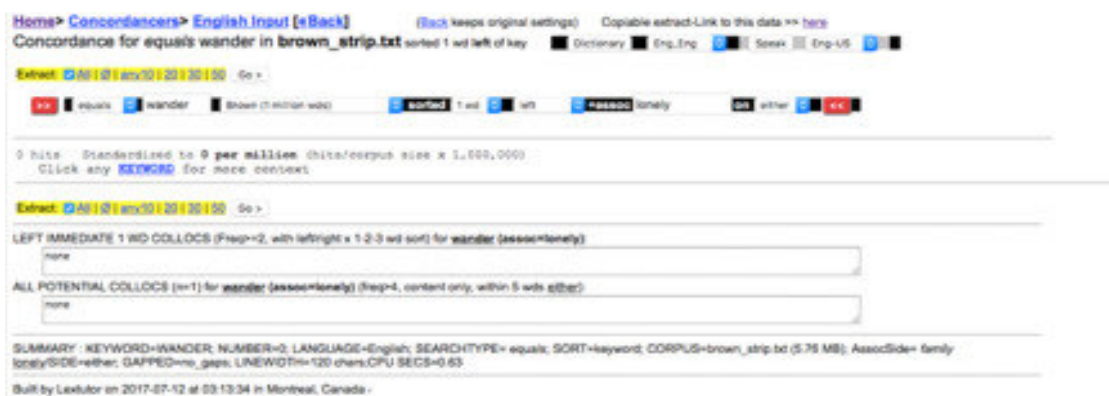 Home> Concordancers> English Input [«Back] (Back keeps original settings) Copiable extract-Link to this data >> here
Concordance for equals wander in brown_strip.txt sorted 1 wd left of key Dictionary Eng_Eng Speak Eng-US
Extract: All | Ø | any10 | 20 | 30 | 50 Go >
>> equals wander Brown (1 million wds) sorted 1 wd left +assoc lonely on either <<
0 hits Standardized to 0 per million (hits/corpus size x 1,000,000)
Click any KEYWORD for more context
Extract: All | Ø | any10 | 20 | 30 | 50 Go >
LEFT IMMEDIATE 1 WD COLLOCS (Freq>=2, with left/right x 1-2-3 wd sort) for wander (assoc=lonely)
none
ALL POTENTIAL COLLOCS (n=1) for wander (assoc=lonely) (freq>4, content only, within 5 wds either)
none
SUMMARY : KEYWORD=WANDER; NUMBER=0; LANGUAGE=English; SEARCHTYPE= equals; SORT=keyword; CORPUS=brown_strip.txt (5.76 MB); AssocSide= family
lonely/SIDE=either; GAPPED=no_gaps; LINEWIDTH=120 chars;CPU SECS=0.63
Built by Lextutor on 2017-07-12 at 03:13:34 in Montreal, Canada -